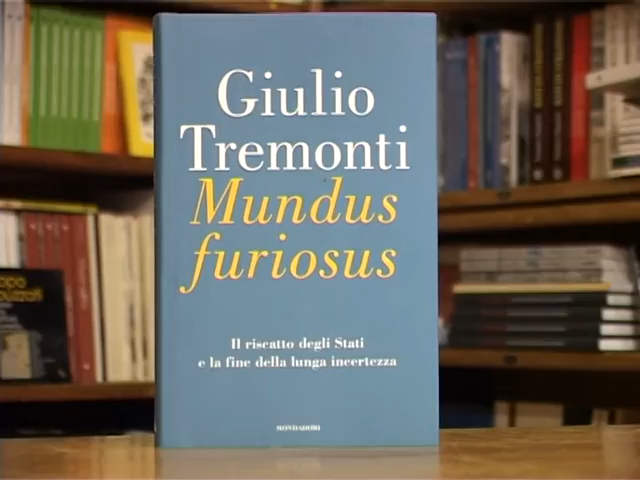 Giulio
Tremonti
Mundus
furiosus
Il riscatto degli Stati
e la fine della lunga incertezza
MONDADORI